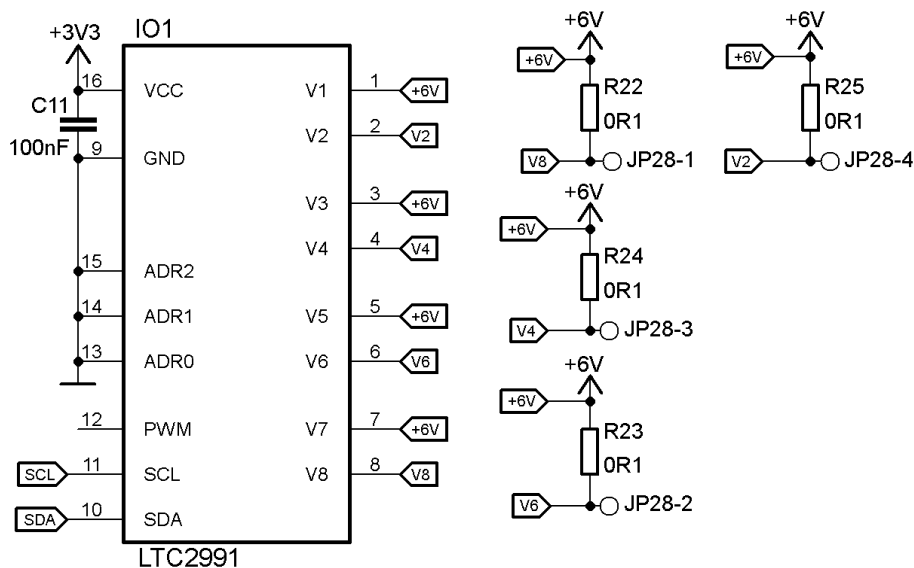 IO1
+3V3
16 VCC V1 1 +6V
C11
100nF
V2 2 V2
9 GND
V3 3 +6V
V4 4 V4
15 ADR2
14 ADR1 V5 5 +6V
13 ADR0 V6 6 V6
12 PWM V7 7 +6V
SCL 11 SCL V8 8 V8
SDA 10 SDA
LTC2991
+6V
+6V
R22
0R1
V8 JP28-1
+6V
+6V
R25
0R1
V2 JP28-4
+6V
+6V
R24
0R1
V4 JP28-3
+6V
+6V
R23
0R1
V6 JP28-2